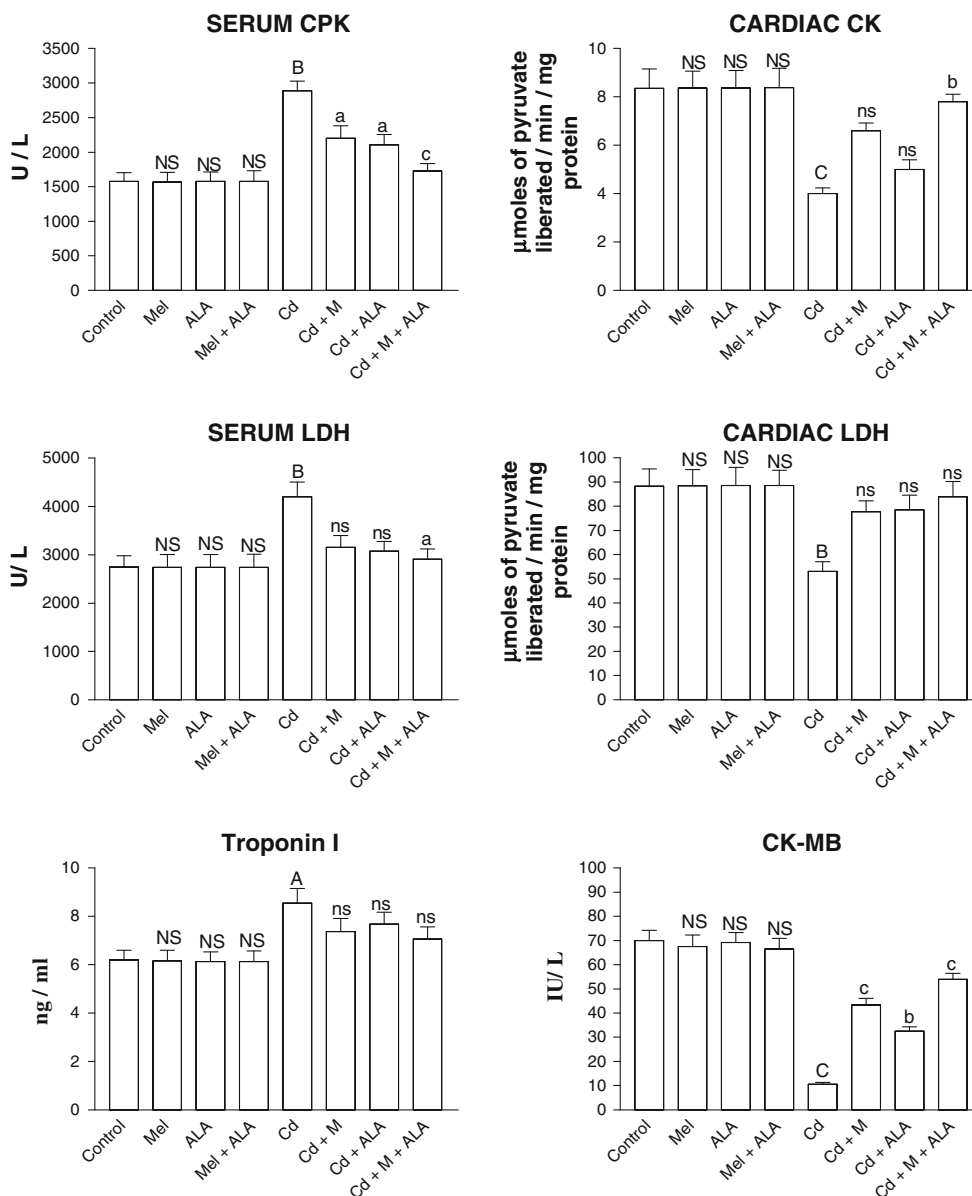 SERUM CPK
U / L
3500
3000
2500
2000
1500
1000
500
0
NS
NS
NS
B
a
a
c
Control
Mel
ALA
Mel + ALA
Cd
Cd + M
Cd + ALA
Cd + M + ALA
CARDIAC CK
μmoles of pyruvate
liberated / min / mg
protein
10
8
6
4
2
0
NS
NS
NS
C
ns
ns
b
Control
Mel
ALA
Mel + ALA
Cd
Cd + M
Cd + ALA
Cd + M + ALA
SERUM LDH
U/ L
5000
4000
3000
2000
1000
0
NS
NS
NS
B
ns
ns
a
Control
Mel
ALA
Mel + ALA
Cd
Cd + M
Cd + ALA
Cd + M + ALA
CARDIAC LDH
μmoles of pyruvate
liberated / min / mg
protein
100
90
80
70
60
50
40
30
20
10
0
NS
NS
NS
B
ns
ns
ns
Control
Mel
ALA
Mel + ALA
Cd
Cd + M
Cd + ALA
Cd + M + ALA
Troponin I
ng / ml
10
8
6
4
2
0
NS
NS
NS
A
ns
ns
ns
Control
Mel
ALA
Mel + ALA
Cd
Cd + M
Cd + ALA
Cd + M + ALA
CK-MB
IU/ L
100
90
80
70
60
50
40
30
20
10
0
NS
NS
NS
C
c
b
c
Control
Mel
ALA
Mel + ALA
Cd
Cd + M
Cd + ALA
Cd + M + ALA